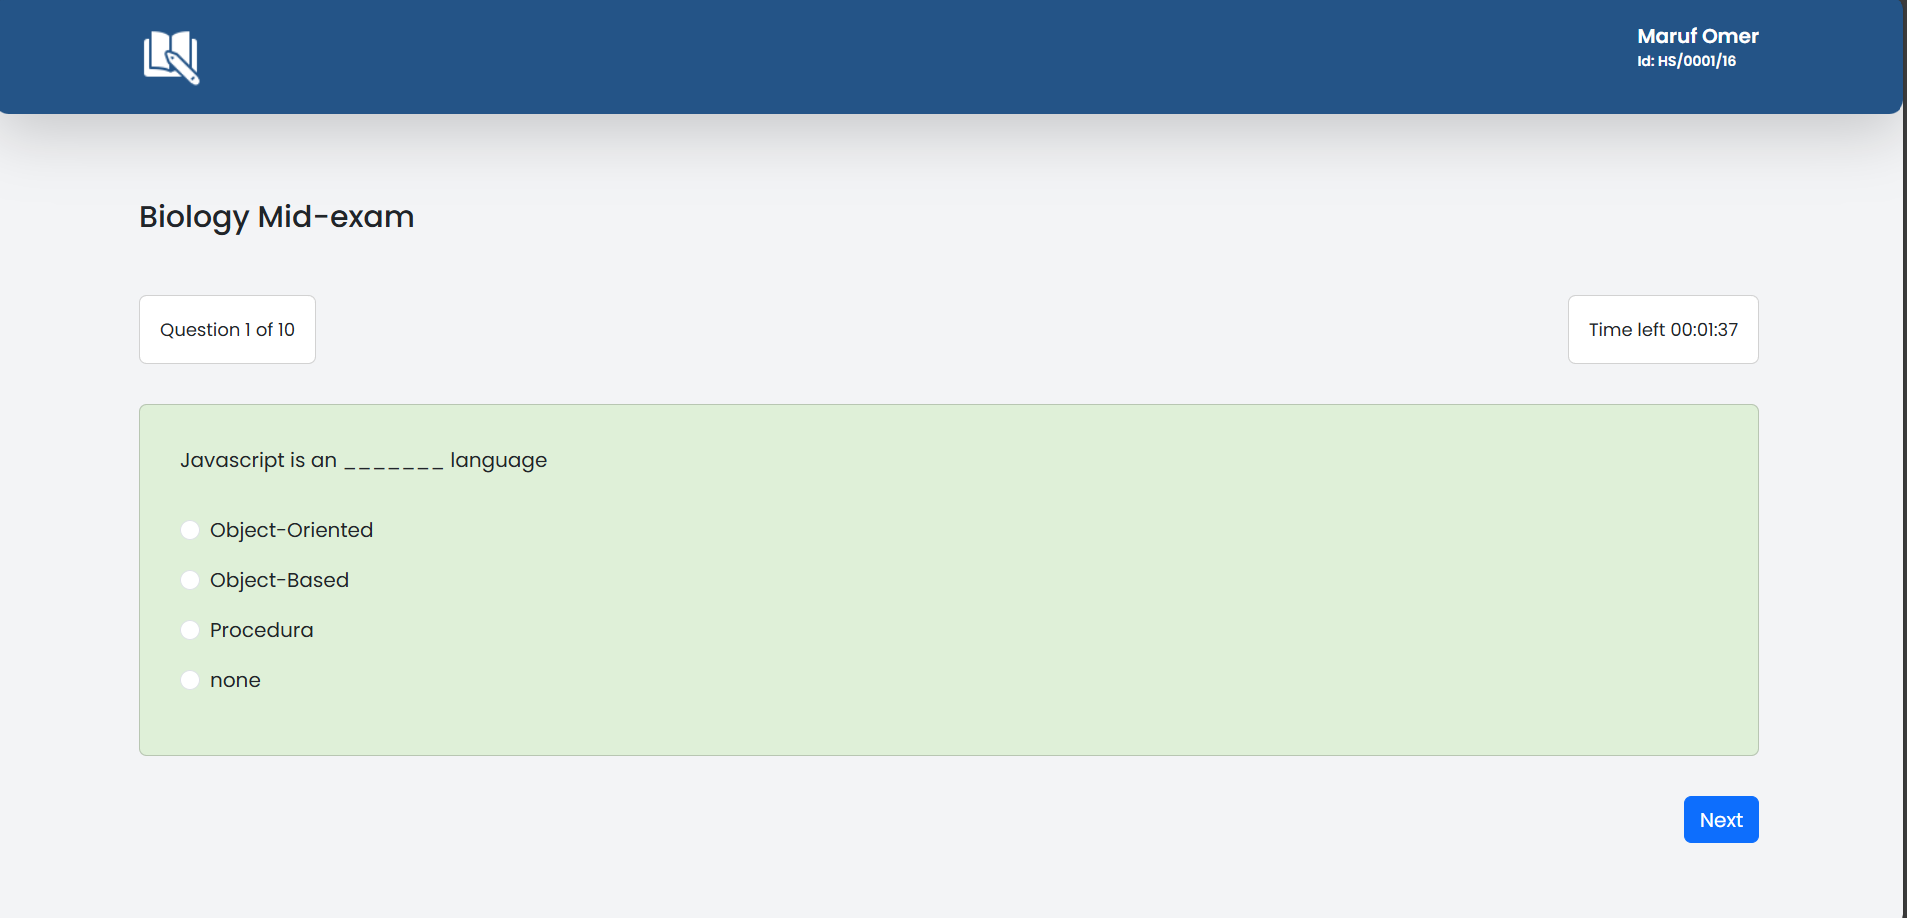 Maruf Omer
Id: HS/0001/16
Biology Mid-exam
Question 1 of 10
Time left 00:01:37
Javascript is an _______ language
Object-Oriented
Object-Based
Procedura
none
Next